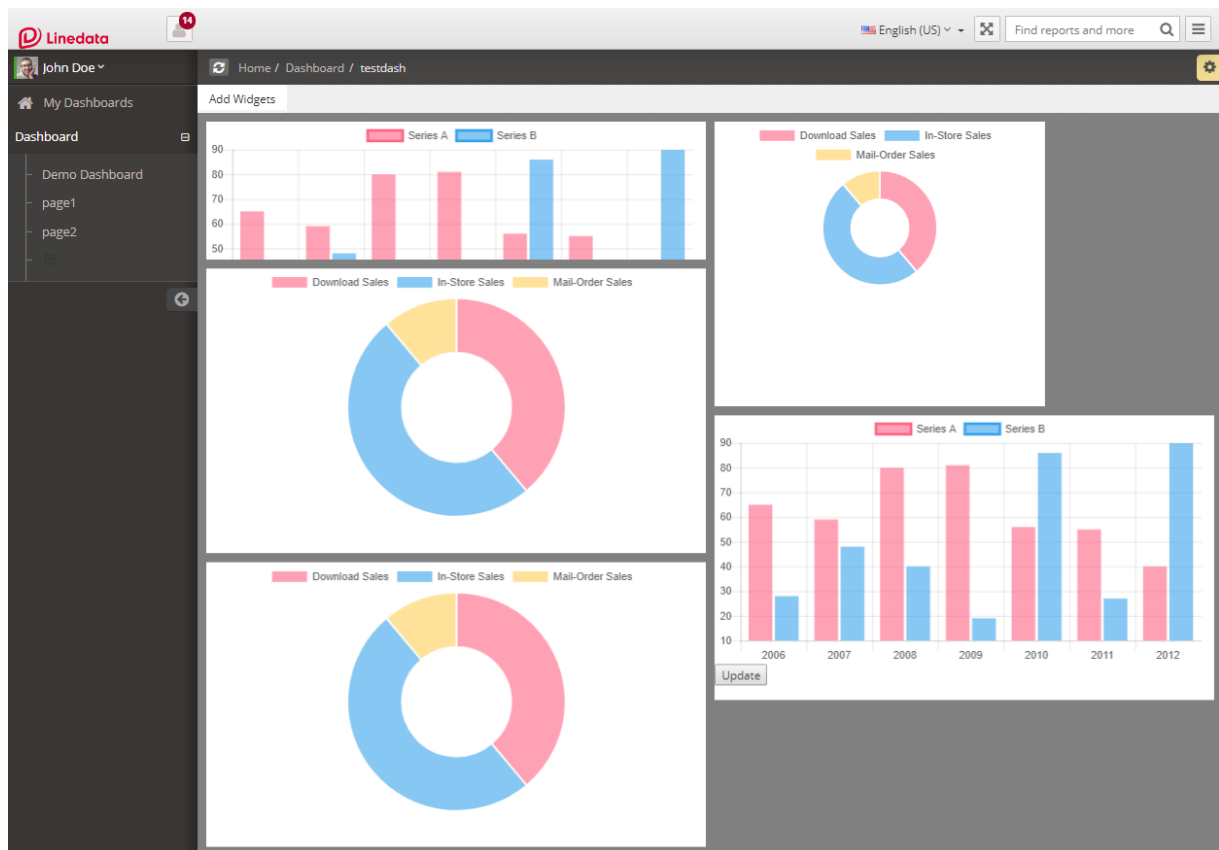 Linedata
14
English (US)
Find reports and more
John Doe
Home / Dashboard / testdash
My Dashboards
Add Widgets
Dashboard
Demo Dashboard
page1
page2
Series A Series B
90
80
70
60
50
Download Sales In-Store Sales
Mail-Order Sales
Download Sales In-Store Sales Mail-Order Sales
Series A Series B
90
80
70
60
50
40
30
20
10
2006 2007 2008 2009 2010 2011 2012
Update
Download Sales In-Store Sales Mail-Order Sales